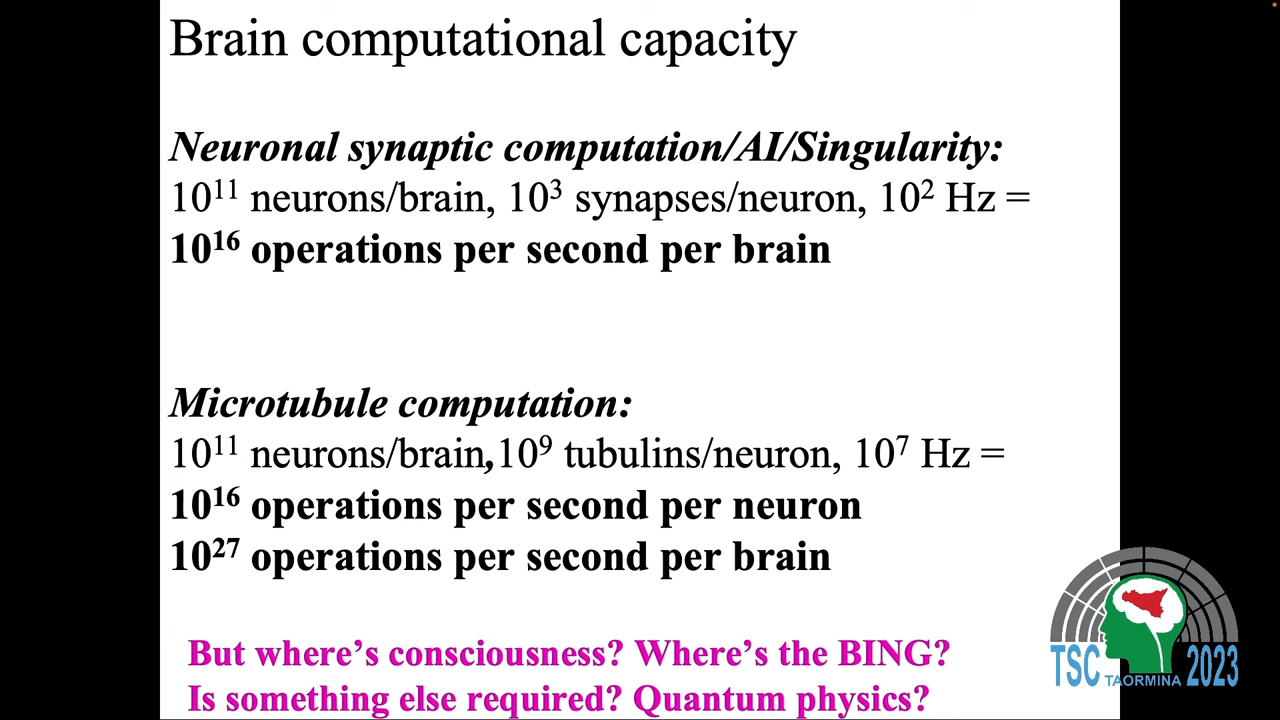 Brain computational capacity
Neuronal synaptic computation/AI/Singularity:
10¹¹ neurons/brain, 10³ synapses/neuron, 10² Hz =
10¹⁶ operations per second per brain
Microtubule computation:
10¹¹ neurons/brain,10⁹ tubulins/neuron, 10⁷ Hz =
10¹⁶ operations per second per neuron
10²⁷ operations per second per brain
But where’s consciousness? Where’s the BING?
Is something else required? Quantum physics?
TSC TAORMINA 2023